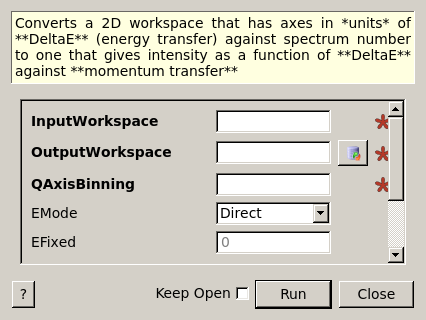 Converts a 2D workspace that has axes in *units* of
**DeltaE** (energy transfer) against spectrum number
to one that gives intensity as a function of **DeltaE**
against **momentum transfer**
InputWorkspace
OutputWorkspace
QAxisBinning
EMode Direct
EFixed 0
? Keep Open Run Close